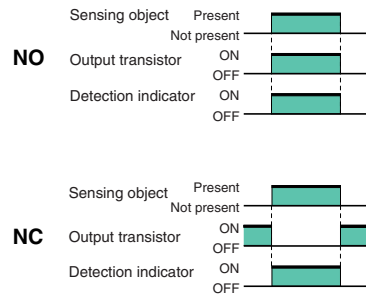 Sensing object Present
Not present
NO Output transistor ON
OFF
Detection indicator ON
OFF
Sensing object Present
Not present
NC Output transistor ON
OFF
Detection indicator ON
OFF